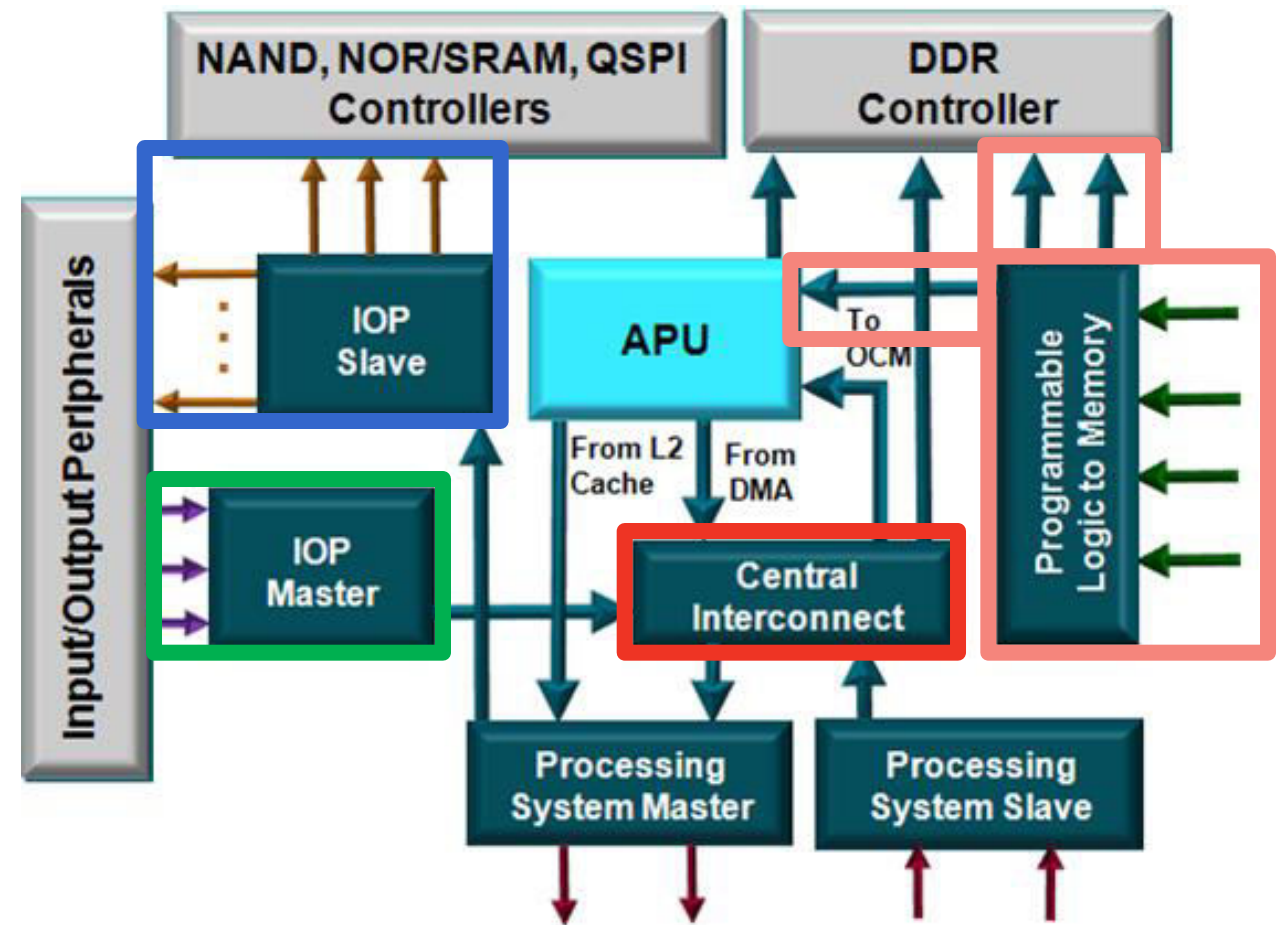 NAND, NOR/SRAM, QSPI
Controllers
DDR
Controller
Input/Output Peripherals
IOP
Slave
APU
To
OCM
Programmable
Logic to Memory
From L2
Cache
From
DMA
IOP
Master
Central
Interconnect
Processing
System Master
Processing
System Slave